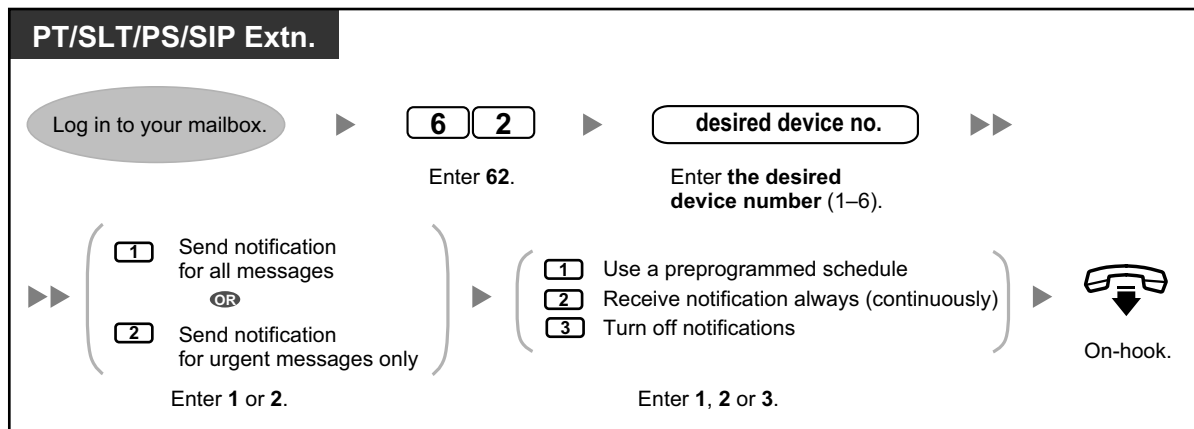 PT/SLT/PS/SIP Extn.
Log in to your mailbox.
6 2
desired device no.
Enter 62.
Enter the desired
device number (1–6).
1 Send notification
for all messages
OR
2 Send notification
for urgent messages only
Enter 1 or 2.
1 Use a preprogrammed schedule
2 Receive notification always (continuously)
3 Turn off notifications
Enter 1, 2 or 3.
On-hook.